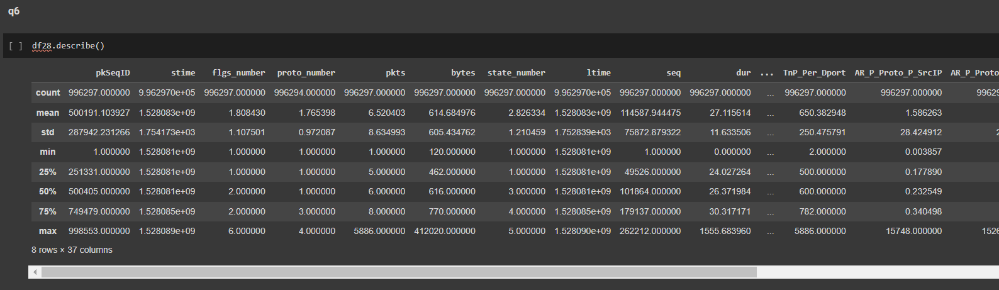 q6
[ ] df28.describe()
pkSeqID stime flgs_number proto_number pkts bytes state_number ltime seq dur ... TnP_Per_Dport AR_P_Proto_P_SrcIP AR_P_Proto
count 996297.000000 9.962970e+05 996297.000000 996294.000000 996297.000000 996297.000000 996297.000000 9.962970e+05 996297.000000 996297.000000 ... 996297.000000 996297.000000 9962
mean 500191.103927 1.528083e+09 1.808430 1.765398 6.520403 614.684976 2.826334 1.528083e+09 114587.944475 27.115614 ... 650.382948 1.586263
std 287942.231266 1.754173e+03 1.107501 0.972087 8.634993 605.434762 1.210459 1.752839e+03 75872.879322 11.633506 ... 250.475791 28.424912 2
min 1.000000 1.528081e+09 1.000000 1.000000 1.000000 120.000000 1.000000 1.528081e+09 1.000000 0.000000 ... 2.000000 0.003857
25% 251331.000000 1.528081e+09 1.000000 1.000000 5.000000 462.000000 1.000000 1.528081e+09 49526.000000 24.027264 ... 500.000000 0.177890
50% 500405.000000 1.528081e+09 2.000000 1.000000 6.000000 616.000000 3.000000 1.528081e+09 101864.000000 26.371984 ... 600.000000 0.232549
75% 749479.000000 1.528085e+09 2.000000 3.000000 8.000000 770.000000 4.000000 1.528085e+09 179137.000000 30.317171 ... 782.000000 0.340498
max 998553.000000 1.528089e+09 6.000000 4.000000 5886.000000 412020.000000 5.000000 1.528090e+09 262212.000000 1555.683960 ... 5886.000000 15748.000000 1526
8 rows × 37 columns